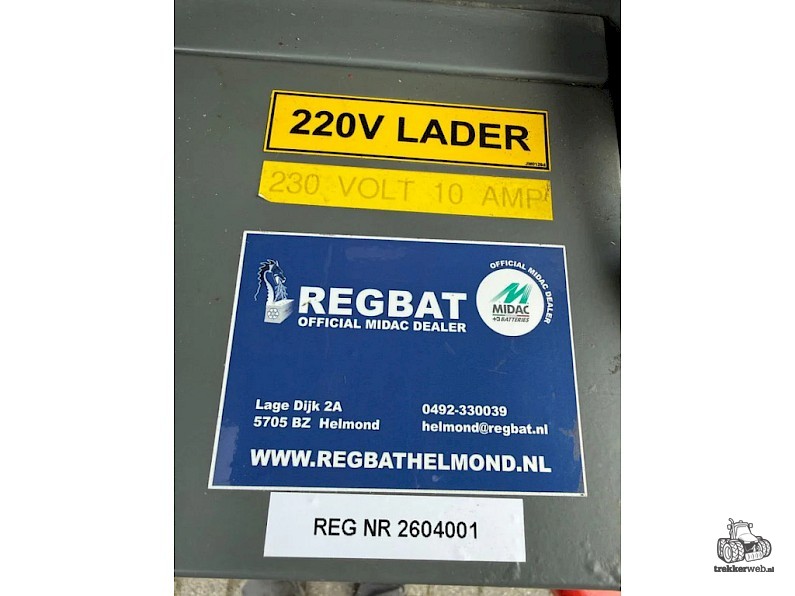 220V LADER
230 VOLT 10 AMP
REGBAT
OFFICIAL MIDAC DEALER
OFFICIAL MIDAC DEALER
MIDAC
BATTERIES
Lage Dijk 2A
5705 BZ Helmond
0492-330039
helmond@regbat.nl
WWW.REGBATHELMOND.NL
REG NR 2604001
trekkerweb.nl